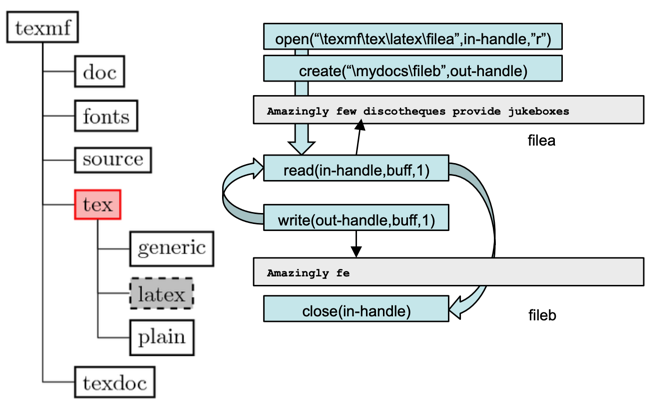 texmf
doc
fonts
source
tex
generic
latex
plain
texdoc
open("\texmf\tex\latex\filea",in-handle,"r")
create("\mydocs\fileb",out-handle)
Amazingly few discotheques provide jukeboxes
filea
read(in-handle,buff,1)
write(out-handle,buff,1)
Amazingly fe
close(in-handle)
fileb